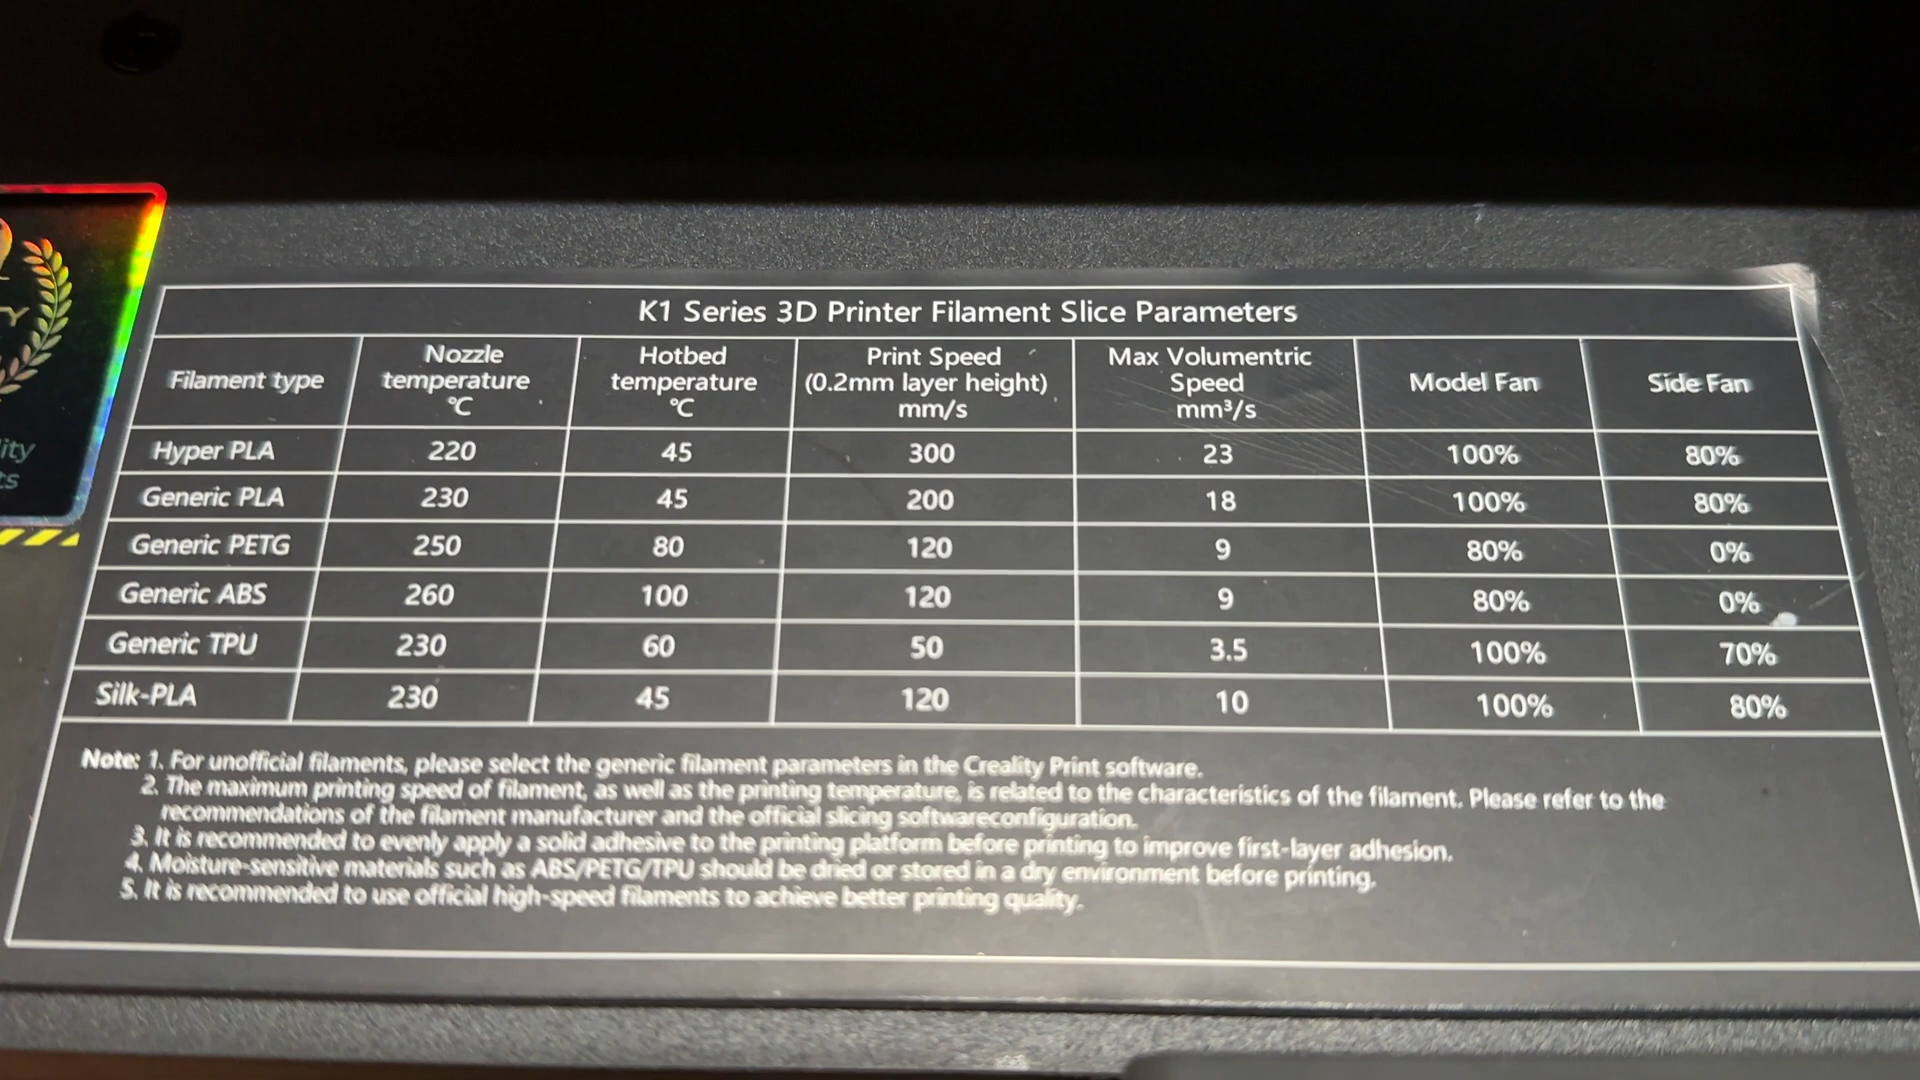 K1 Series 3D Printer Filament Slice Parameters
Filament type Nozzle temperature °C Hotbed temperature °C Print Speed (0.2mm layer height) mm/s Max Volumentric Speed mm³/s Model Fan Side Fan
Hyper PLA 220 45 300 23 100% 80%
Generic PLA 230 45 200 18 100% 80%
Generic PETG 250 80 120 9 80% 0%
Generic ABS 260 100 120 9 80% 0%
Generic TPU 230 60 50 3.5 100% 70%
Silk-PLA 230 45 120 10 100% 80%
Note: 1. For unofficial filaments, please select the generic filament parameters in the Creality Print software.
2. The maximum printing speed of filament, as well as the printing temperature, is related to the characteristics of the filament. Please refer to the
recommendations of the filament manufacturer and the official slicing softwareconfiguration.
3. It is recommended to evenly apply a solid adhesive to the printing platform before printing to improve first-layer adhesion.
4. Moisture-sensitive materials such as ABS/PETG/TPU should be dried or stored in a dry environment before printing.
5. It is recommended to use official high-speed filaments to achieve better printing quality.